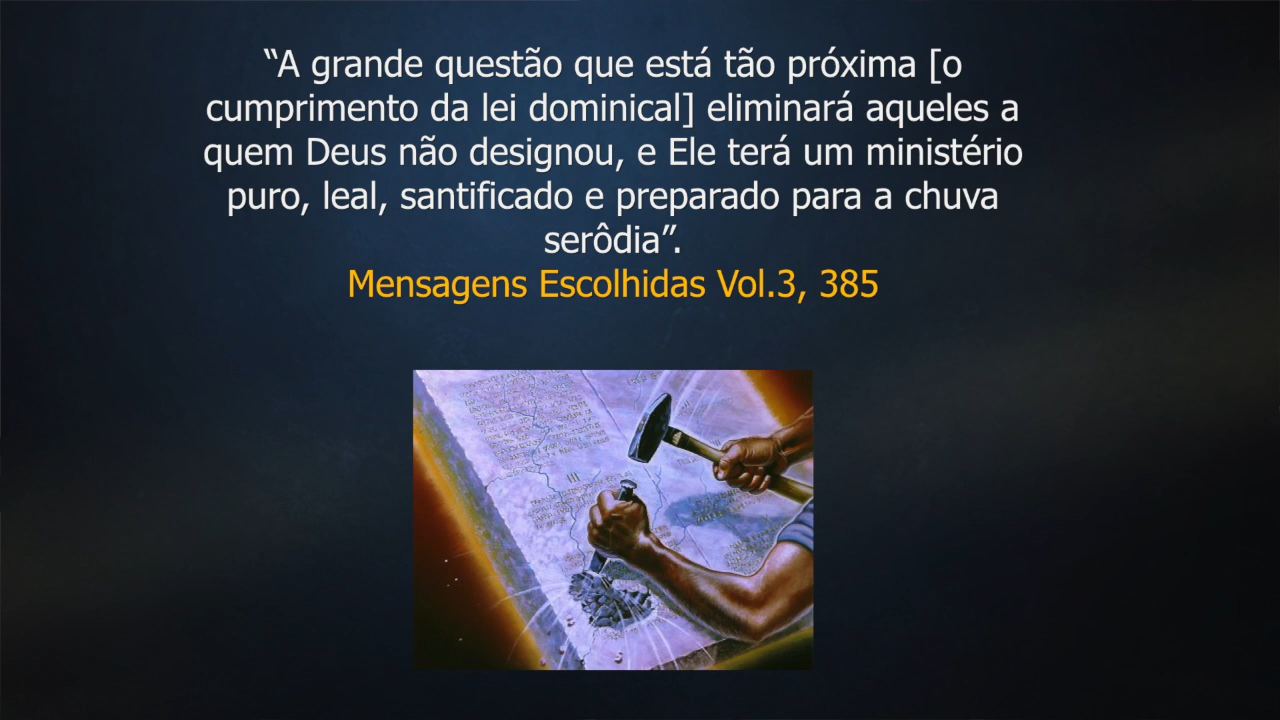 “A grande questão que está tão próxima [o
cumprimento da lei dominical] eliminará aqueles a
quem Deus não designou, e Ele terá um ministério
puro, leal, santificado e preparado para a chuva
serôdia”.
Mensagens Escolhidas Vol.3, 385
III